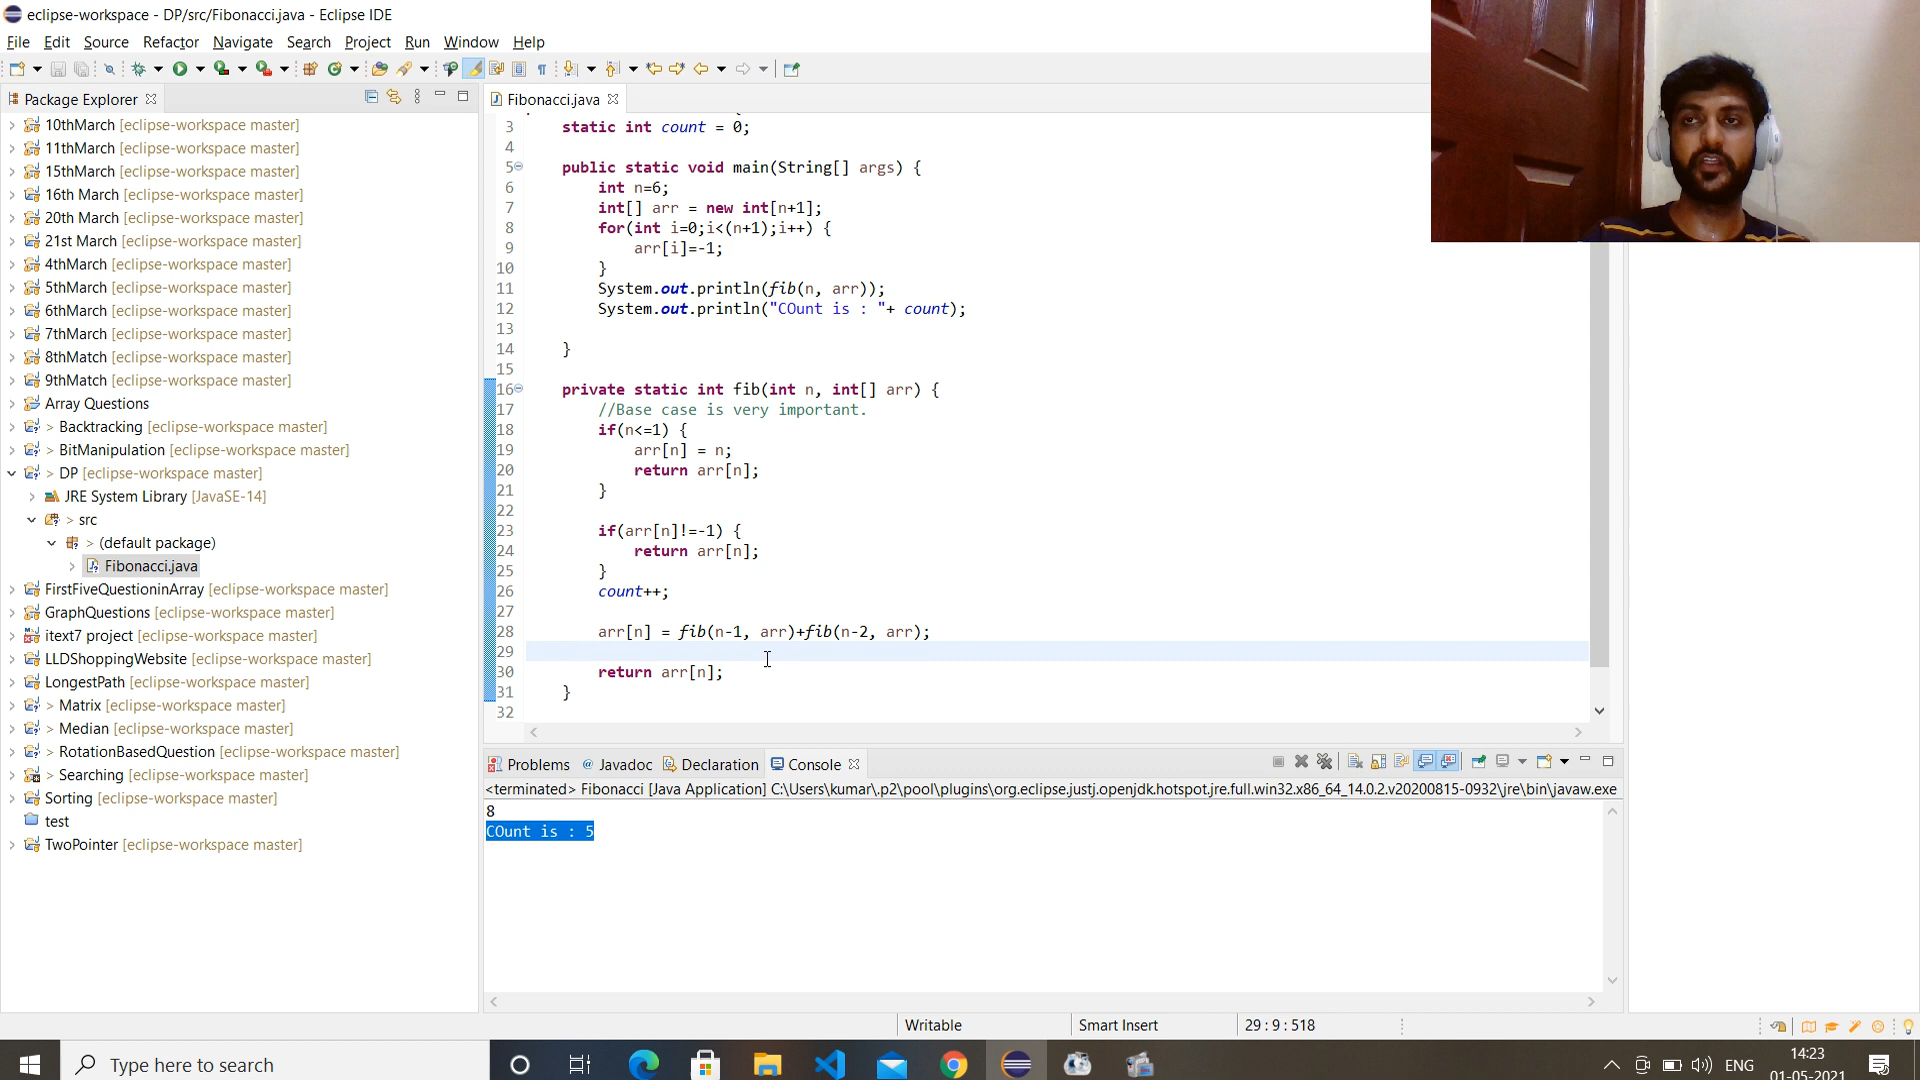 eclipse-workspace - DP/src/Fibonacci.java - Eclipse IDE
File Edit Source Refactor Navigate Search Project Run Window Help
Package Explorer
10thMarch [eclipse-workspace master]
11thMarch [eclipse-workspace master]
15thMarch [eclipse-workspace master]
16th March [eclipse-workspace master]
20th March [eclipse-workspace master]
21st March [eclipse-workspace master]
4thMarch [eclipse-workspace master]
5thMarch [eclipse-workspace master]
6thMarch [eclipse-workspace master]
7thMarch [eclipse-workspace master]
8thMatch [eclipse-workspace master]
9thMatch [eclipse-workspace master]
Array Questions
> Backtracking [eclipse-workspace master]
> BitManipulation [eclipse-workspace master]
> DP [eclipse-workspace master]
JRE System Library [JavaSE-14]
> src
> (default package)
Fibonacci.java
FirstFiveQuestioninArray [eclipse-workspace master]
GraphQuestions [eclipse-workspace master]
itext7 project [eclipse-workspace master]
LLDShoppingWebsite [eclipse-workspace master]
LongestPath [eclipse-workspace master]
> Matrix [eclipse-workspace master]
> Median [eclipse-workspace master]
> RotationBasedQuestion [eclipse-workspace master]
> Searching [eclipse-workspace master]
Sorting [eclipse-workspace master]
test
TwoPointer [eclipse-workspace master]
Fibonacci.java
3 static int count = 0;
4
5 public static void main(String[] args) {
6 int n=6;
7 int[] arr = new int[n+1];
8 for(int i=0;i<(n+1);i++) {
9 arr[i]=-1;
10 }
11 System.out.println(fib(n, arr));
12 System.out.println("COunt is : "+ count);
13
14 }
15
16 private static int fib(int n, int[] arr) {
17 //Base case is very important.
18 if(n<=1) {
19 arr[n] = n;
20 return arr[n];
21 }
22
23 if(arr[n]!=-1) {
24 return arr[n];
25 }
26 count++;
27
28 arr[n] = fib(n-1, arr)+fib(n-2, arr);
29
30 return arr[n];
31 }
32
Problems Javadoc Declaration Console
<terminated> Fibonacci [Java Application] C:\Users\kumar\.p2\pool\plugins\org.eclipse.justj.openjdk.hotspot.jre.full.win32.x86_64_14.0.2.v20200815-0932\jre\bin\javaw.exe
8
COunt is : 5
Writable Smart Insert 29 : 9 : 518
Type here to search
ENG
14:23
01-05-2021